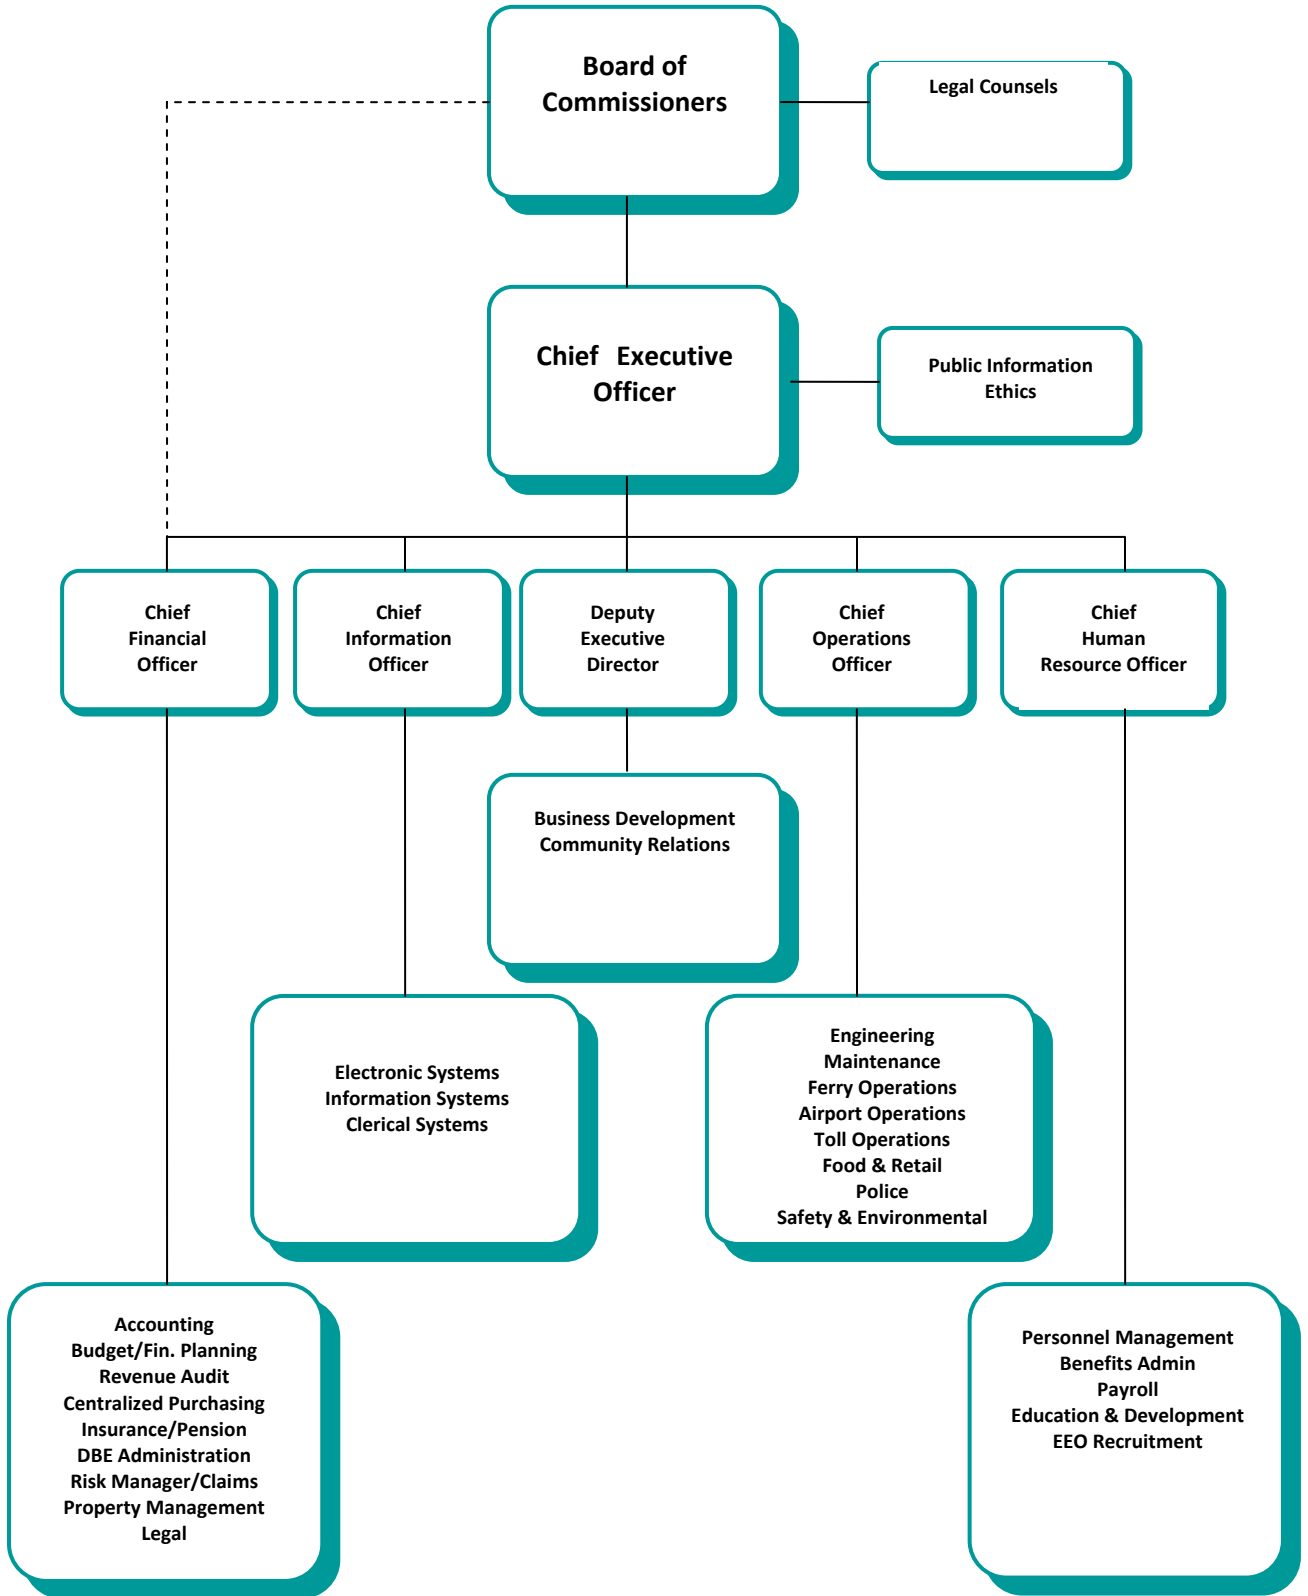 Board of
Commissioners
Legal Counsels
Chief Executive
Officer
Public Information
Ethics
Chief
Financial
Officer
Chief
Information
Officer
Deputy
Executive
Director
Chief
Operations
Officer
Chief
Human
Resource Officer
Business Development
Community Relations
Electronic Systems
Information Systems
Clerical Systems
Engineering
Maintenance
Ferry Operations
Airport Operations
Toll Operations
Food & Retail
Police
Safety & Environmental
Accounting
Budget/Fin. Planning
Revenue Audit
Centralized Purchasing
Insurance/Pension
DBE Administration
Risk Manager/Claims
Property Management
Legal
Personnel Management
Benefits Admin
Payroll
Education & Development
EEO Recruitment